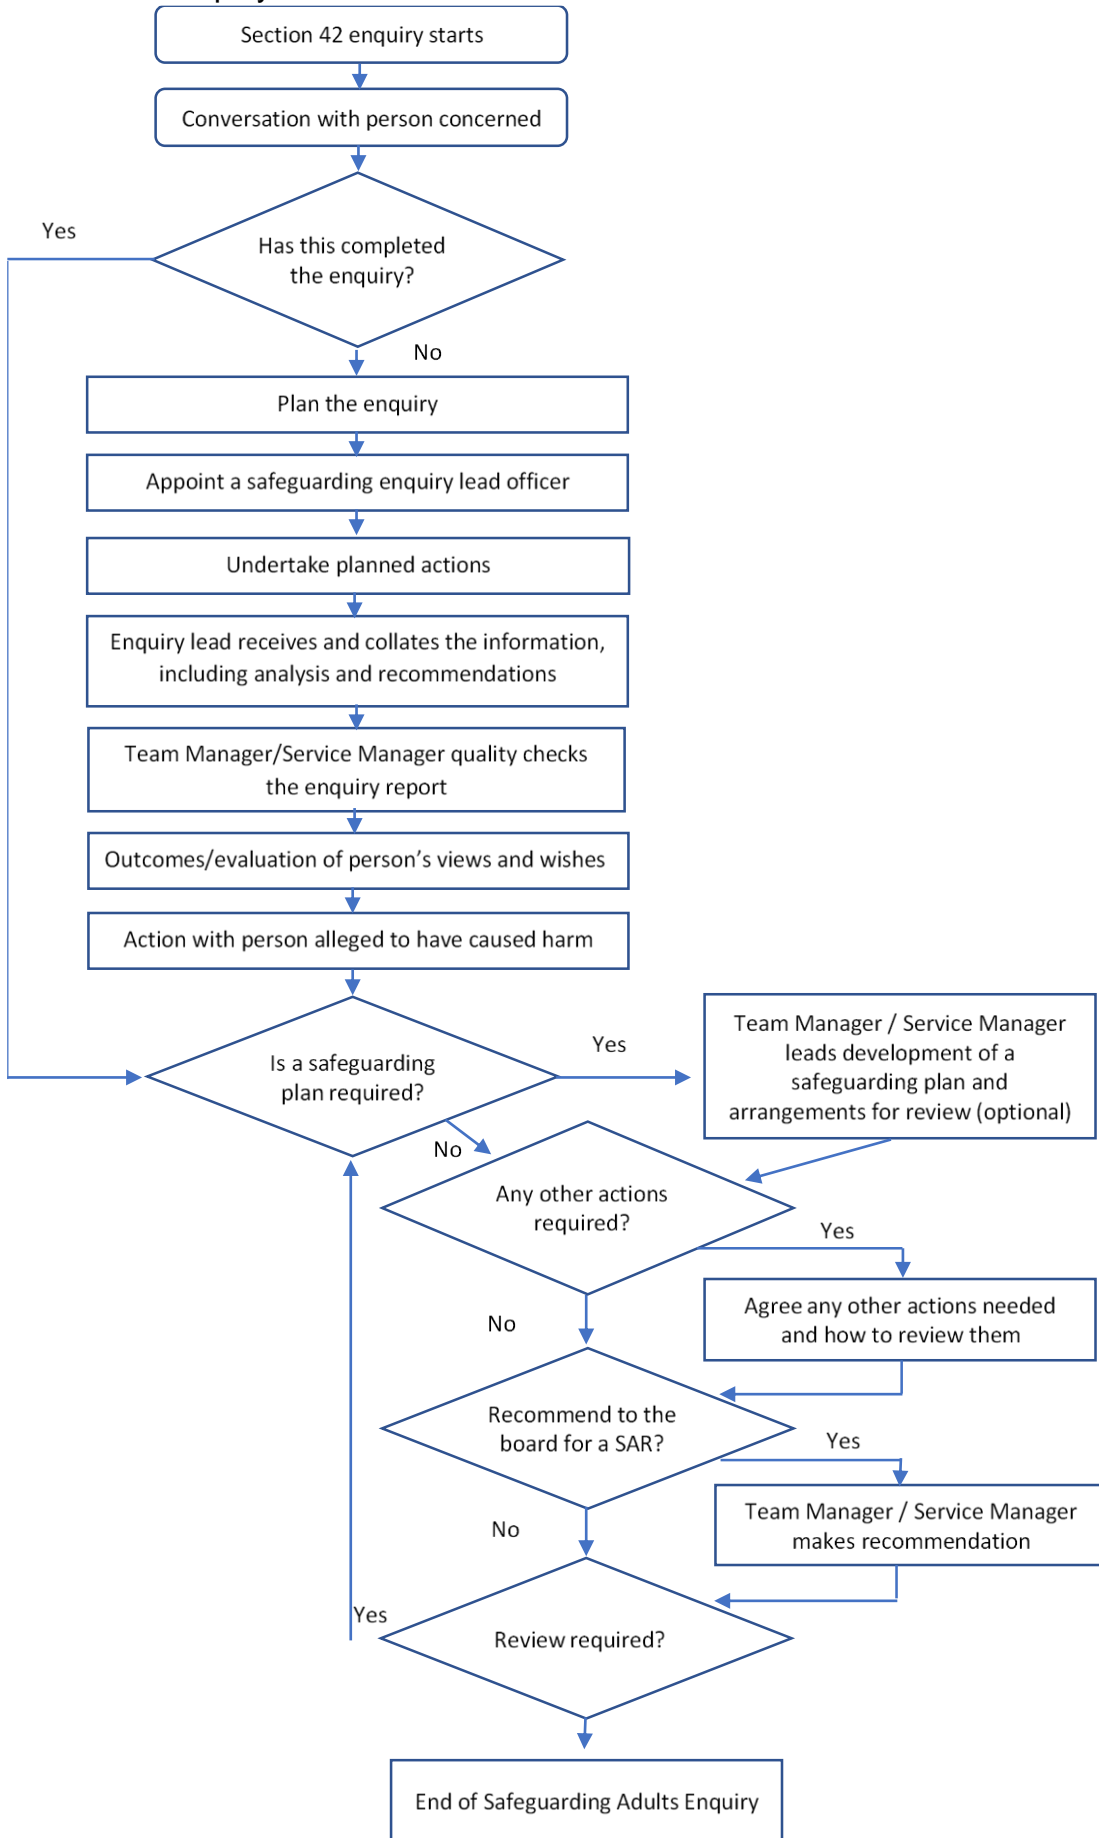 Section 42 enquiry starts
Conversation with person concerned
Yes
Has this completed
the enquiry?
No
Plan the enquiry
Appoint a safeguarding enquiry lead officer
Undertake planned actions
Enquiry lead receives and collates the information,
including analysis and recommendations
Team Manager/Service Manager quality checks
the enquiry report
Outcomes/evaluation of person’s views and wishes
Action with person alleged to have caused harm
Is a safeguarding
plan required?
Yes
Team Manager / Service Manager
leads development of a
safeguarding plan and
arrangements for review (optional)
No
Any other actions
required?
Yes
Agree any other actions needed
and how to review them
No
Recommend to the
board for a SAR?
Yes
Team Manager / Service Manager
makes recommendation
No
Yes
Review required?
End of Safeguarding Adults Enquiry